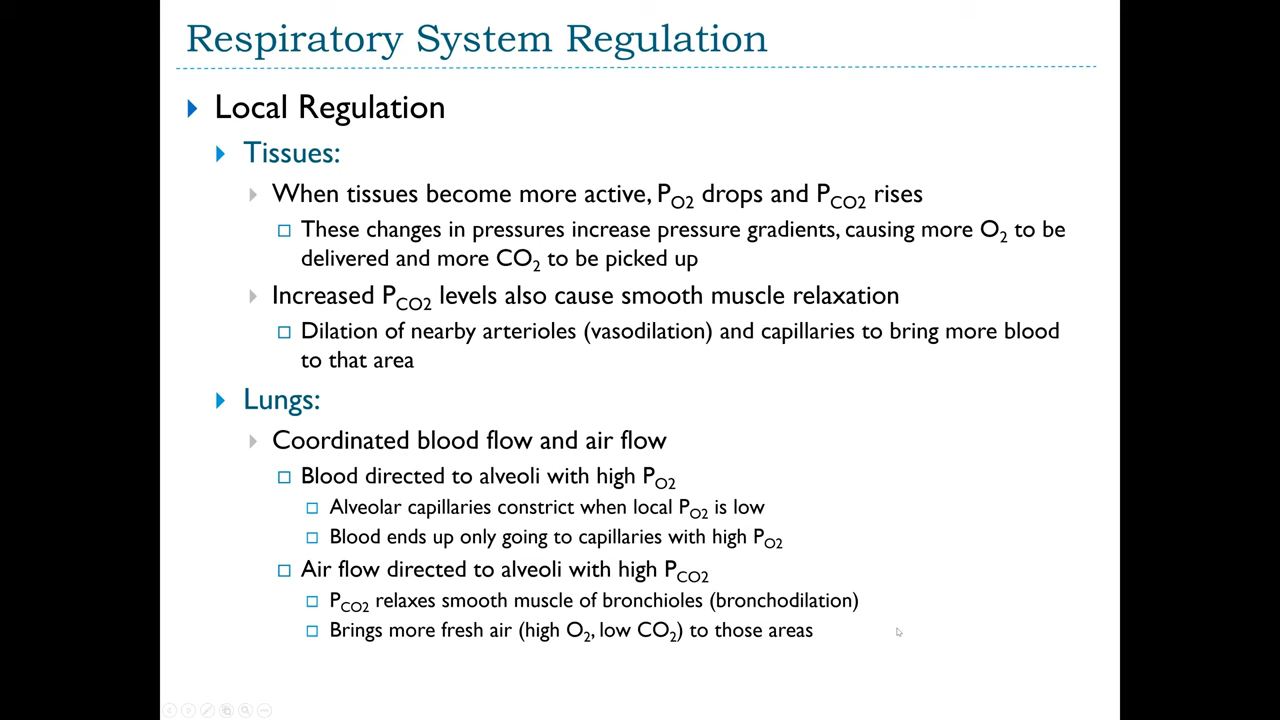 Respiratory System Regulation
Local Regulation
Tissues:
When tissues become more active, PO2 drops and PCO2 rises
These changes in pressures increase pressure gradients, causing more O2 to be
delivered and more CO2 to be picked up
Increased PCO2 levels also cause smooth muscle relaxation
Dilation of nearby arterioles (vasodilation) and capillaries to bring more blood
to that area
Lungs:
Coordinated blood flow and air flow
Blood directed to alveoli with high PO2
Alveolar capillaries constrict when local PO2 is low
Blood ends up only going to capillaries with high PO2
Air flow directed to alveoli with high PCO2
PCO2 relaxes smooth muscle of bronchioles (bronchodilation)
Brings more fresh air (high O2, low CO2) to those areas